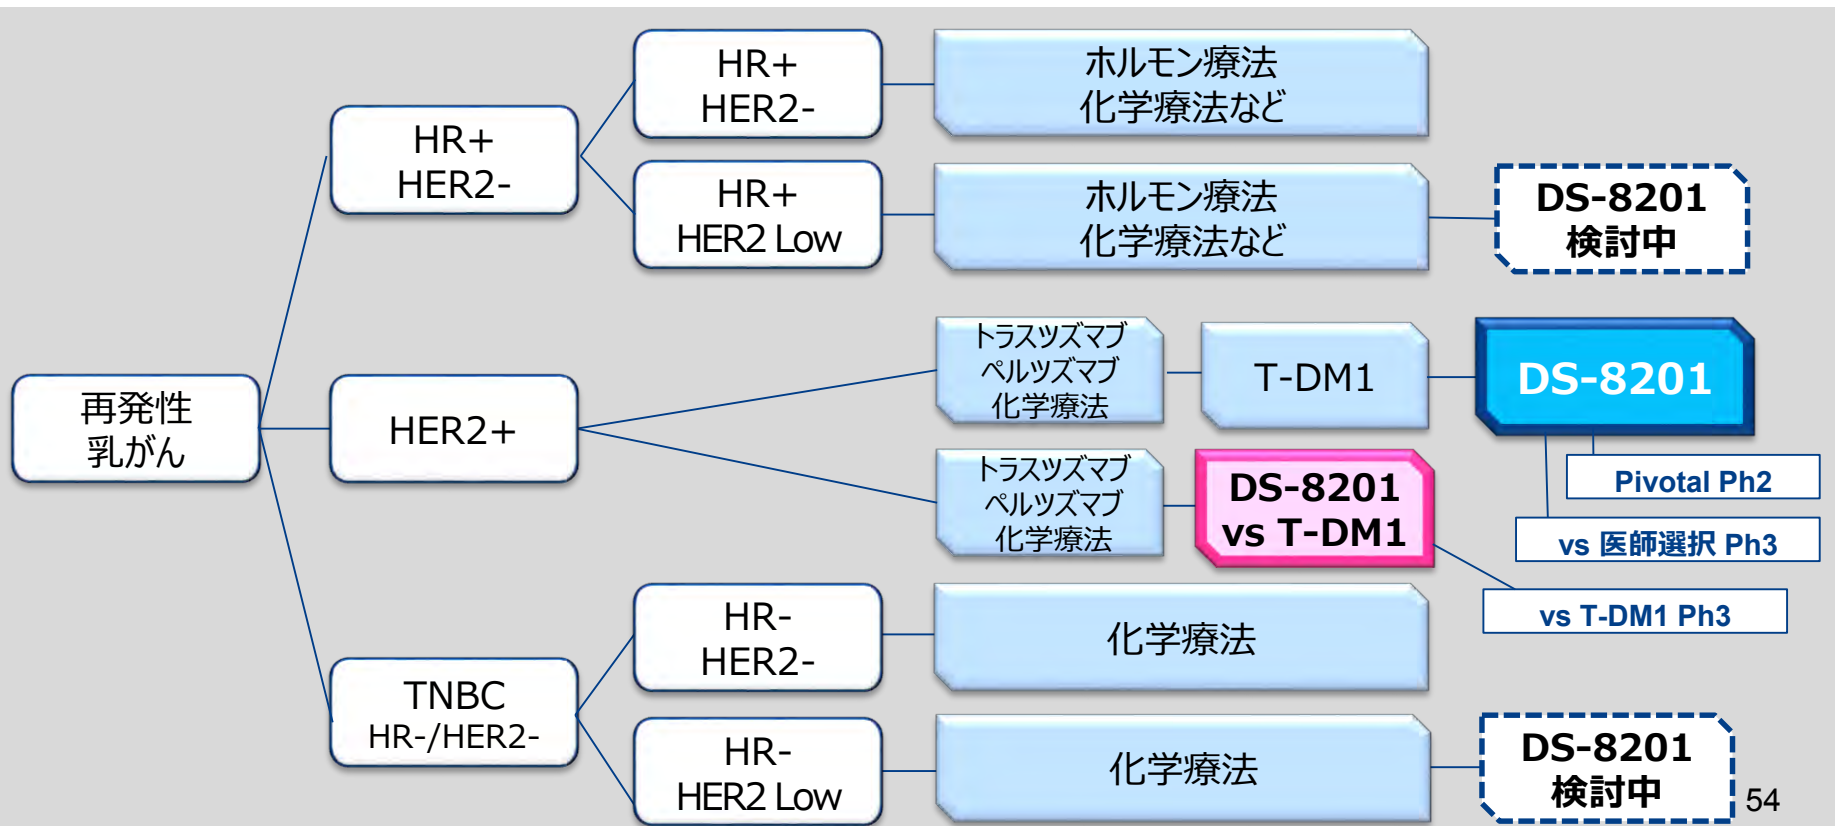 HR+
HER2-
ホルモン療法
化学療法など
HR+
HER2-
HR+
HER2 Low
ホルモン療法
化学療法など
DS-8201
検討中
再発性
乳がん
HER2+
トラスツズマブ
ペルツズマブ
化学療法
T-DM1
DS-8201
トラスツズマブ
ペルツズマブ
化学療法
DS-8201
vs T-DM1
Pivotal Ph2
vs 医師選択 Ph3
vs T-DM1 Ph3
TNBC
HR-/HER2-
HR-
HER2-
化学療法
HR-
HER2 Low
化学療法
DS-8201
検討中
54